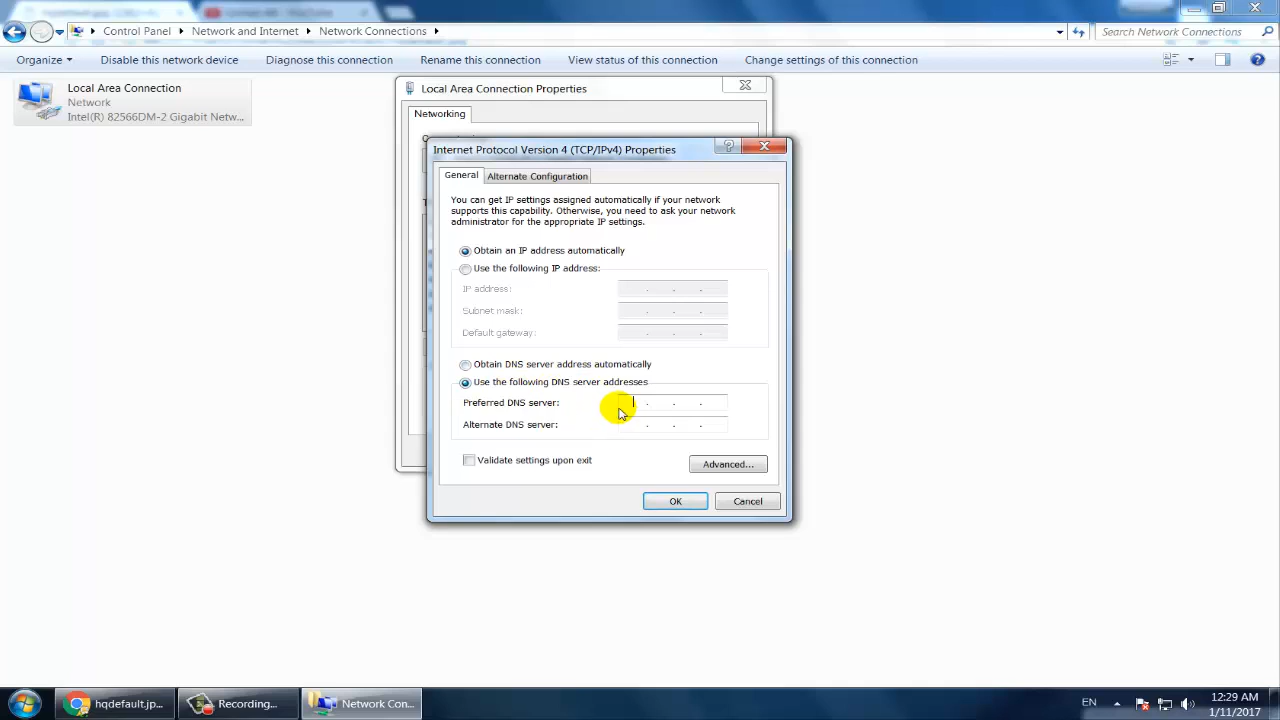 Control Panel
Network and Internet
Network Connections
Search Network Connections
Organize
Disable this network device
Diagnose this connection
Rename this connection
View status of this connection
Change settings of this connection
Local Area Connection
Network
Intel(R) 82566DM-2 Gigabit Netw...
Local Area Connection Properties
Networking
Internet Protocol Version 4 (TCP/IPv4) Properties
General
Alternate Configuration
You can get IP settings assigned automatically if your network
supports this capability. Otherwise, you need to ask your network
administrator for the appropriate IP settings.
Obtain an IP address automatically
Use the following IP address:
IP address:
Subnet mask:
Default gateway:
Obtain DNS server address automatically
Use the following DNS server addresses
Preferred DNS server:
Alternate DNS server:
Validate settings upon exit
Advanced...
OK
Cancel
hqdefault.jp...
Recording...
Network Con...
EN
12:29 AM
1/11/2017